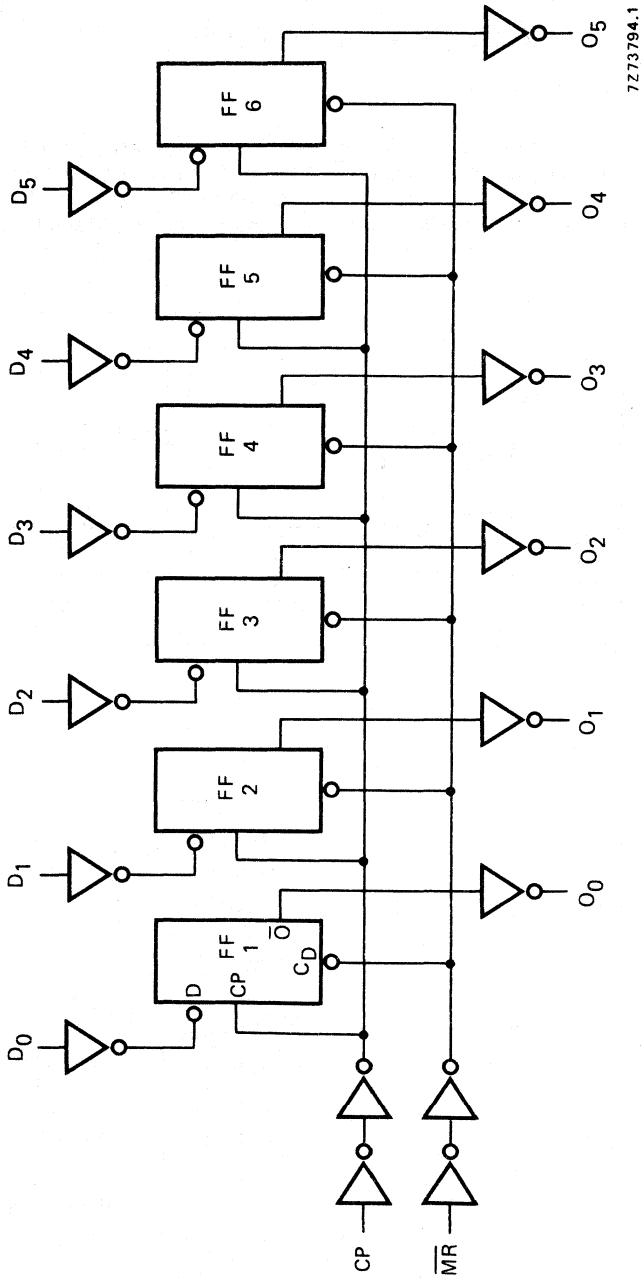 D0 D1 D2 D3 D4 D5
FF 1
D
CP
O̅
CD
FF 2
FF 3
FF 4
FF 5
FF 6
CP
M̅R̅
O0 O1 O2 O3 O4 O5
7Z73794.1